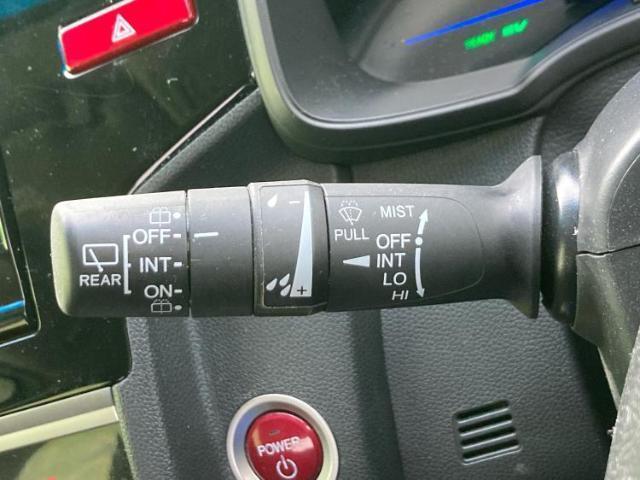 MIST
PULL
OFF
INT
LO
HI
REAR
OFF
INT
ON
- +
POWER